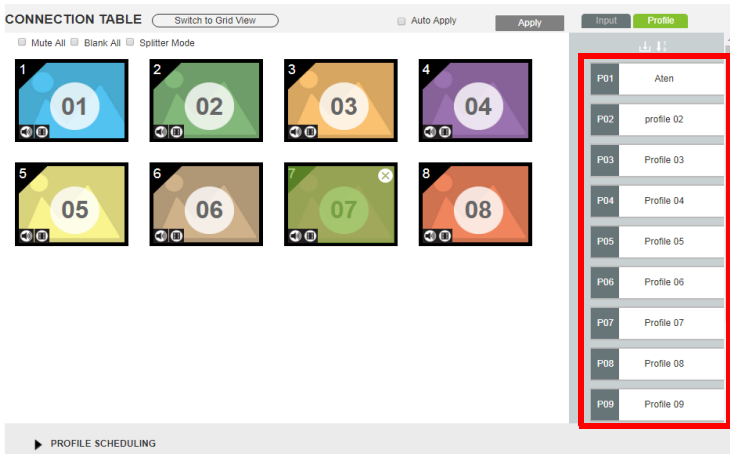 CONNECTION TABLE Switch to Grid View Auto Apply Apply Input Profile
Mute All Blank All Splitter Mode
1 2 3 4
01 02 03 04
5 6 7 8
05 06 07 08
P01 Aten
P02 profile 02
P03 Profile 03
P04 Profile 04
P05 Profile 05
P06 Profile 06
P07 Profile 07
P08 Profile 08
P09 Profile 09
PROFILE SCHEDULING